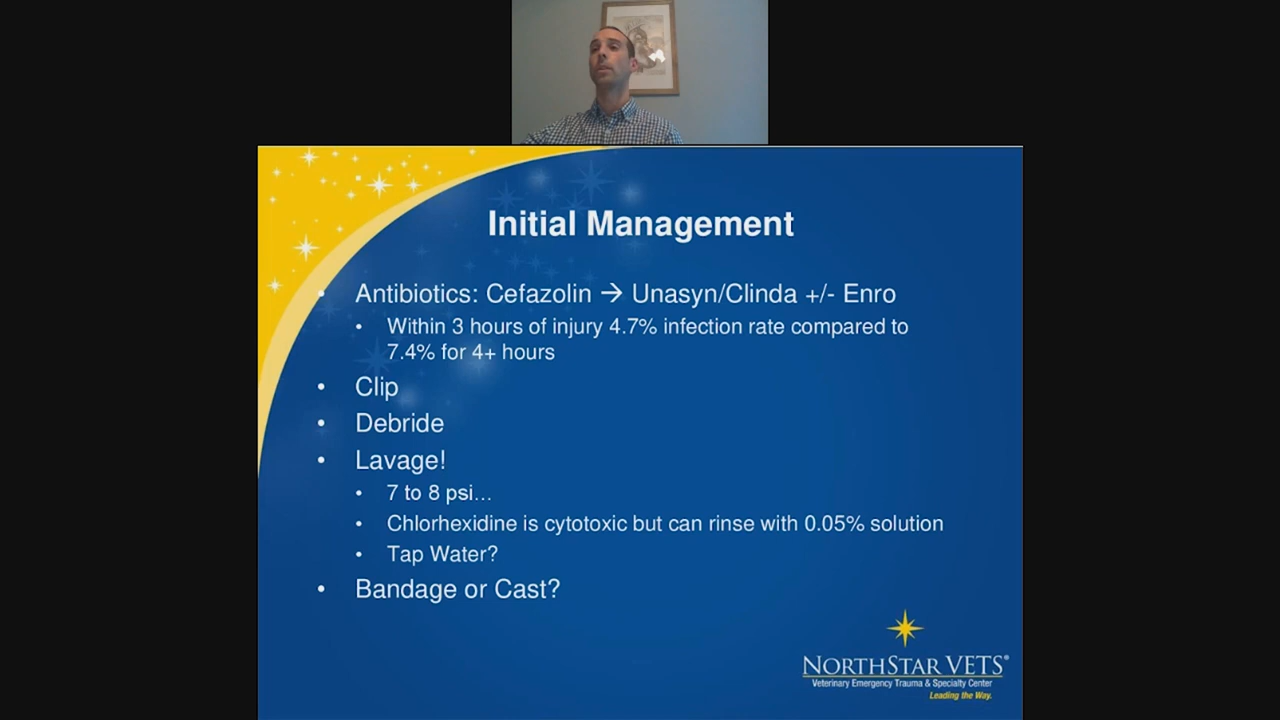 Initial Management
• Antibiotics: Cefazolin → Unasyn/Clinda +/- Enro
• Within 3 hours of injury 4.7% infection rate compared to
7.4% for 4+ hours
• Clip
• Debride
• Lavage!
• 7 to 8 psi...
• Chlorhexidine is cytotoxic but can rinse with 0.05% solution
• Tap Water?
• Bandage or Cast?
NORTHSTAR VETS®
Veterinary Emergency Trauma & Specialty Center
Leading the Way.